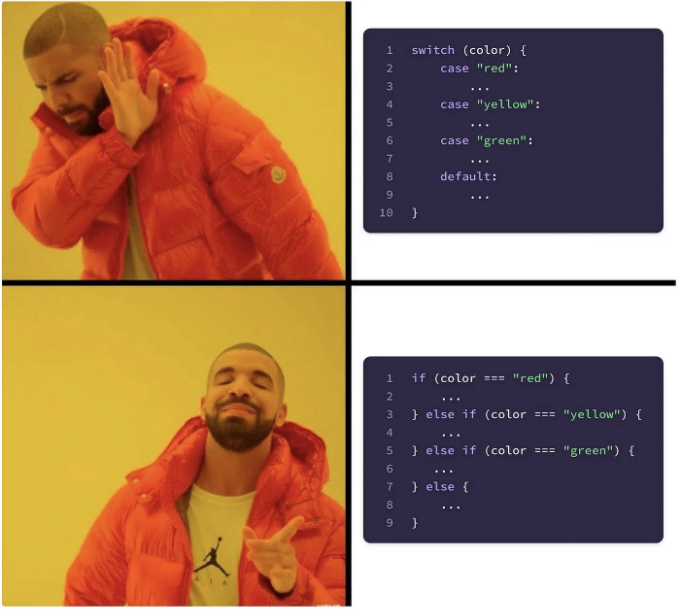 1 switch (color) {
2 case "red":
3 ...
4 case "yellow":
5 ...
6 case "green":
7 ...
8 default:
9 ...
10 }
1 if (color === "red") {
2 ...
3 } else if (color === "yellow") {
4 ...
5 } else if (color === "green") {
6 ...
7 } else {
8 ...
9 }